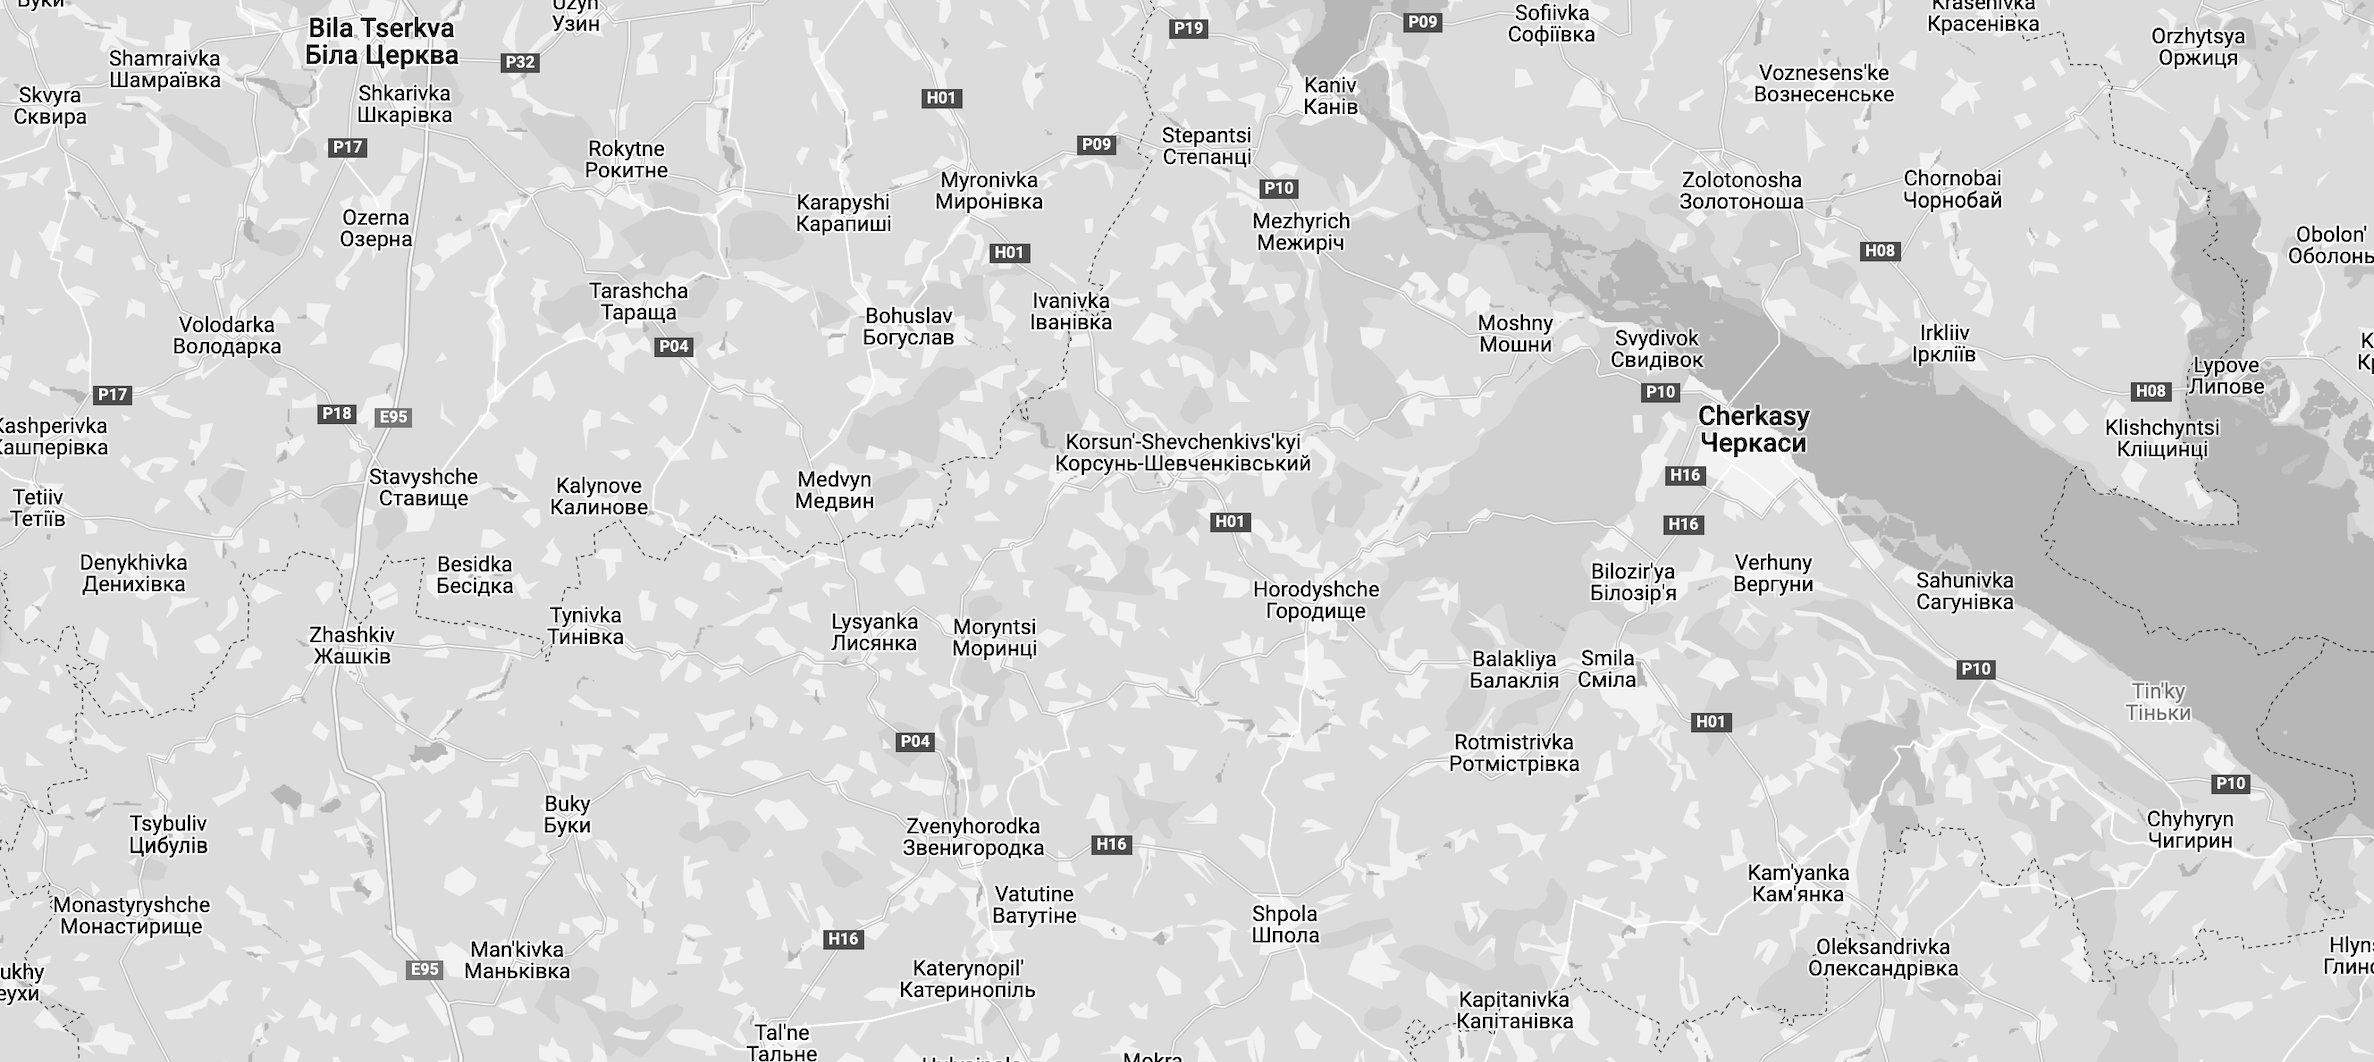 Буки
Bila Tserkva
Біла Церква
Узин
P19
P09
Sofiivka
Софіївка
Красенівка
Orzhytsya
Оржиця
Shamraivka
Шамраївка
P32
Skvyra
Сквира
Shkarivka
Шкарівка
H01
Kaniv
Канів
Voznesens'ke
Вознесенське
P17
Rokytne
Рокитне
P09
Stepantsi
Степанці
Myronivka
Миронівка
P10
Zolotonosha
Золотоноша
Chornobai
Чорнобай
Ozerna
Озерна
Karapyshi
Карапиші
Mezhyrich
Межиріч
H01
H08
Obolon'
Оболонь
Tarashcha
Тараща
Ivanivka
Іванівка
Volodarka
Володарка
Bohuslav
Богуслав
P04
Moshny
Мошни
Svydivok
Свидівок
Irkliiv
Іркліїв
Lypove
Липове
P17
P18
E95
P10
H08
Cherkasy
Черкаси
Kashperivka
Кашперівка
Korsun'-Shevchenkivs'kyi
Корсунь-Шевченківський
Klishchyntsi
Кліщинці
Stavyshche
Ставище
Kalynove
Калинове
Medvyn
Медвин
H16
Tetiiv
Тетіїв
H01
H16
Denykhivka
Денихівка
Besidka
Бесідка
Horodyshche
Городище
Bilozir'ya
Білозір'я
Verhuny
Вергуни
Sahunivka
Сагунівка
Zhashkiv
Жашків
Tynivka
Тинівка
Lysyanka
Лисянка
Moryntsi
Моринці
Balakliya
Балаклія
Smila
Сміла
P10
Tin'ky
Тіньки
P04
H01
Rotmistrivka
Ротмістрівка
P10
Tsybuliv
Цибулів
Buky
Буки
Zvenyhorodka
Звенигородка
H16
Chyhyryn
Чигирин
Monastyryshche
Монастирище
Vatutine
Ватутіне
Shpola
Шпола
Kam'yanka
Кам'янка
H16
E95
Man'kivka
Маньківка
Katerynopil'
Катеринопіль
Oleksandrivka
Олександрівка
Kapitanivka
Капітанівка
Tal'ne
Тальне
Mokra